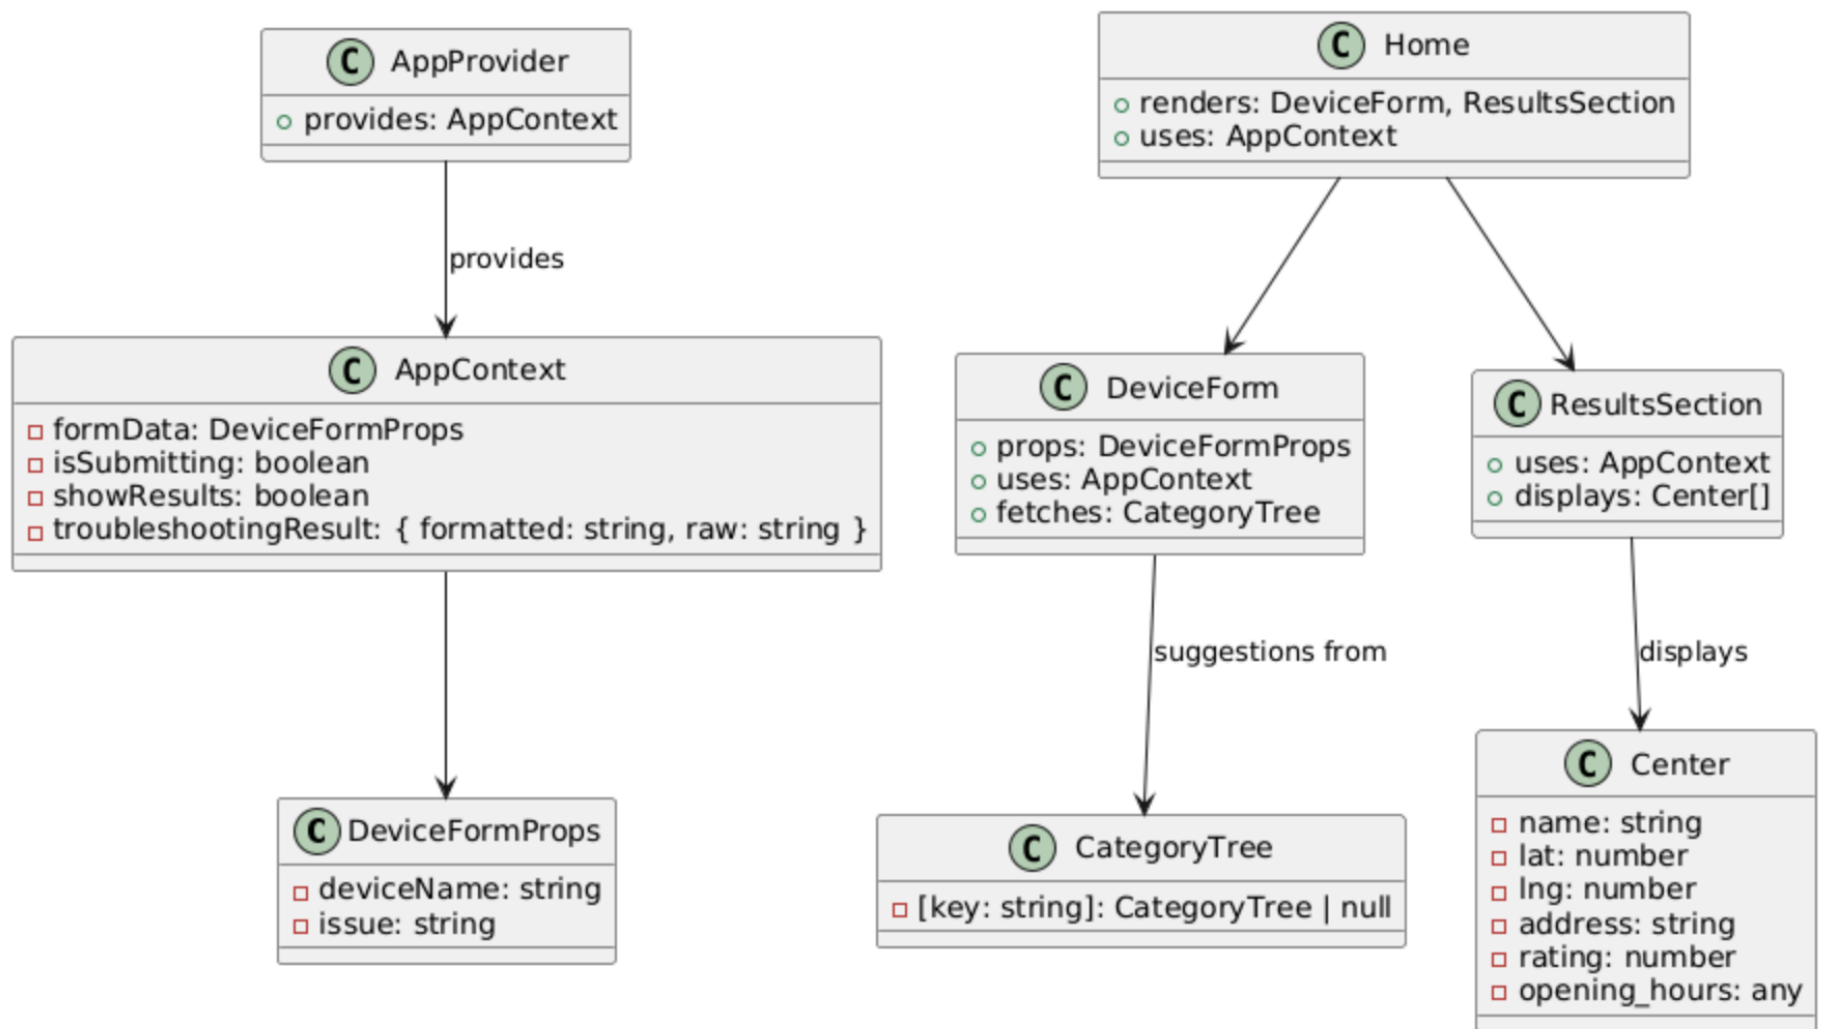 C AppProvider
provides: AppContext
provides
C AppContext
formData: DeviceFormProps
isSubmitting: boolean
showResults: boolean
troubleshootingResult: { formatted: string, raw: string }
C DeviceFormProps
deviceName: string
issue: string
C Home
renders: DeviceForm, ResultsSection
uses: AppContext
C DeviceForm
props: DeviceFormProps
uses: AppContext
fetches: CategoryTree
suggestions from
C CategoryTree
[key: string]: CategoryTree | null
C ResultsSection
uses: AppContext
displays: Center[]
displays
C Center
name: string
lat: number
lng: number
address: string
rating: number
opening_hours: any